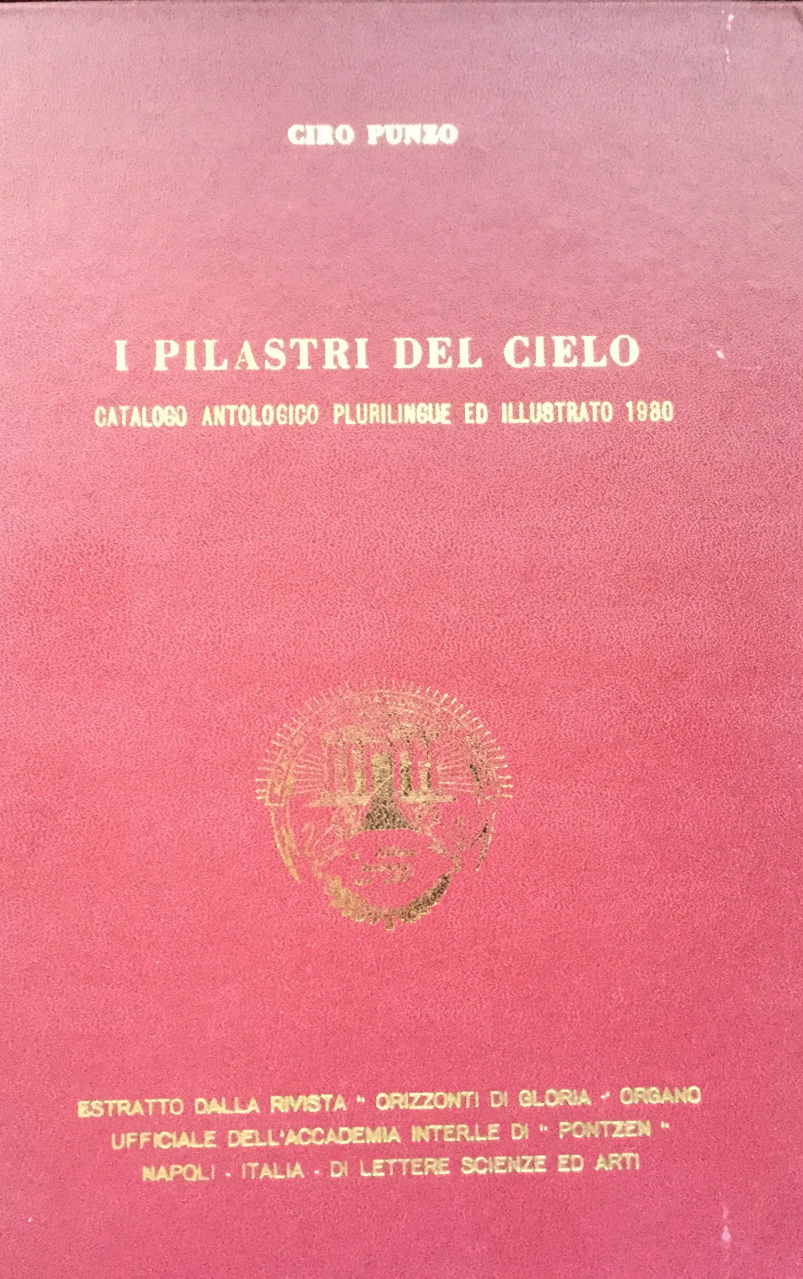 CIRO PUNZO
I PILASTRI DEL CIELO
CATALOGO ANTOLOGICO PLURILINGUE ED ILLUSTRATO 1980
ESTRATTO DALLA RIVISTA " ORIZZONTI DI GLORIA " ORGANO
UFFICIALE DELL'ACCADEMIA INTER.LE DI " PONTZEN "
NAPOLI - ITALIA - DI LETTERE SCIENZE ED ARTI